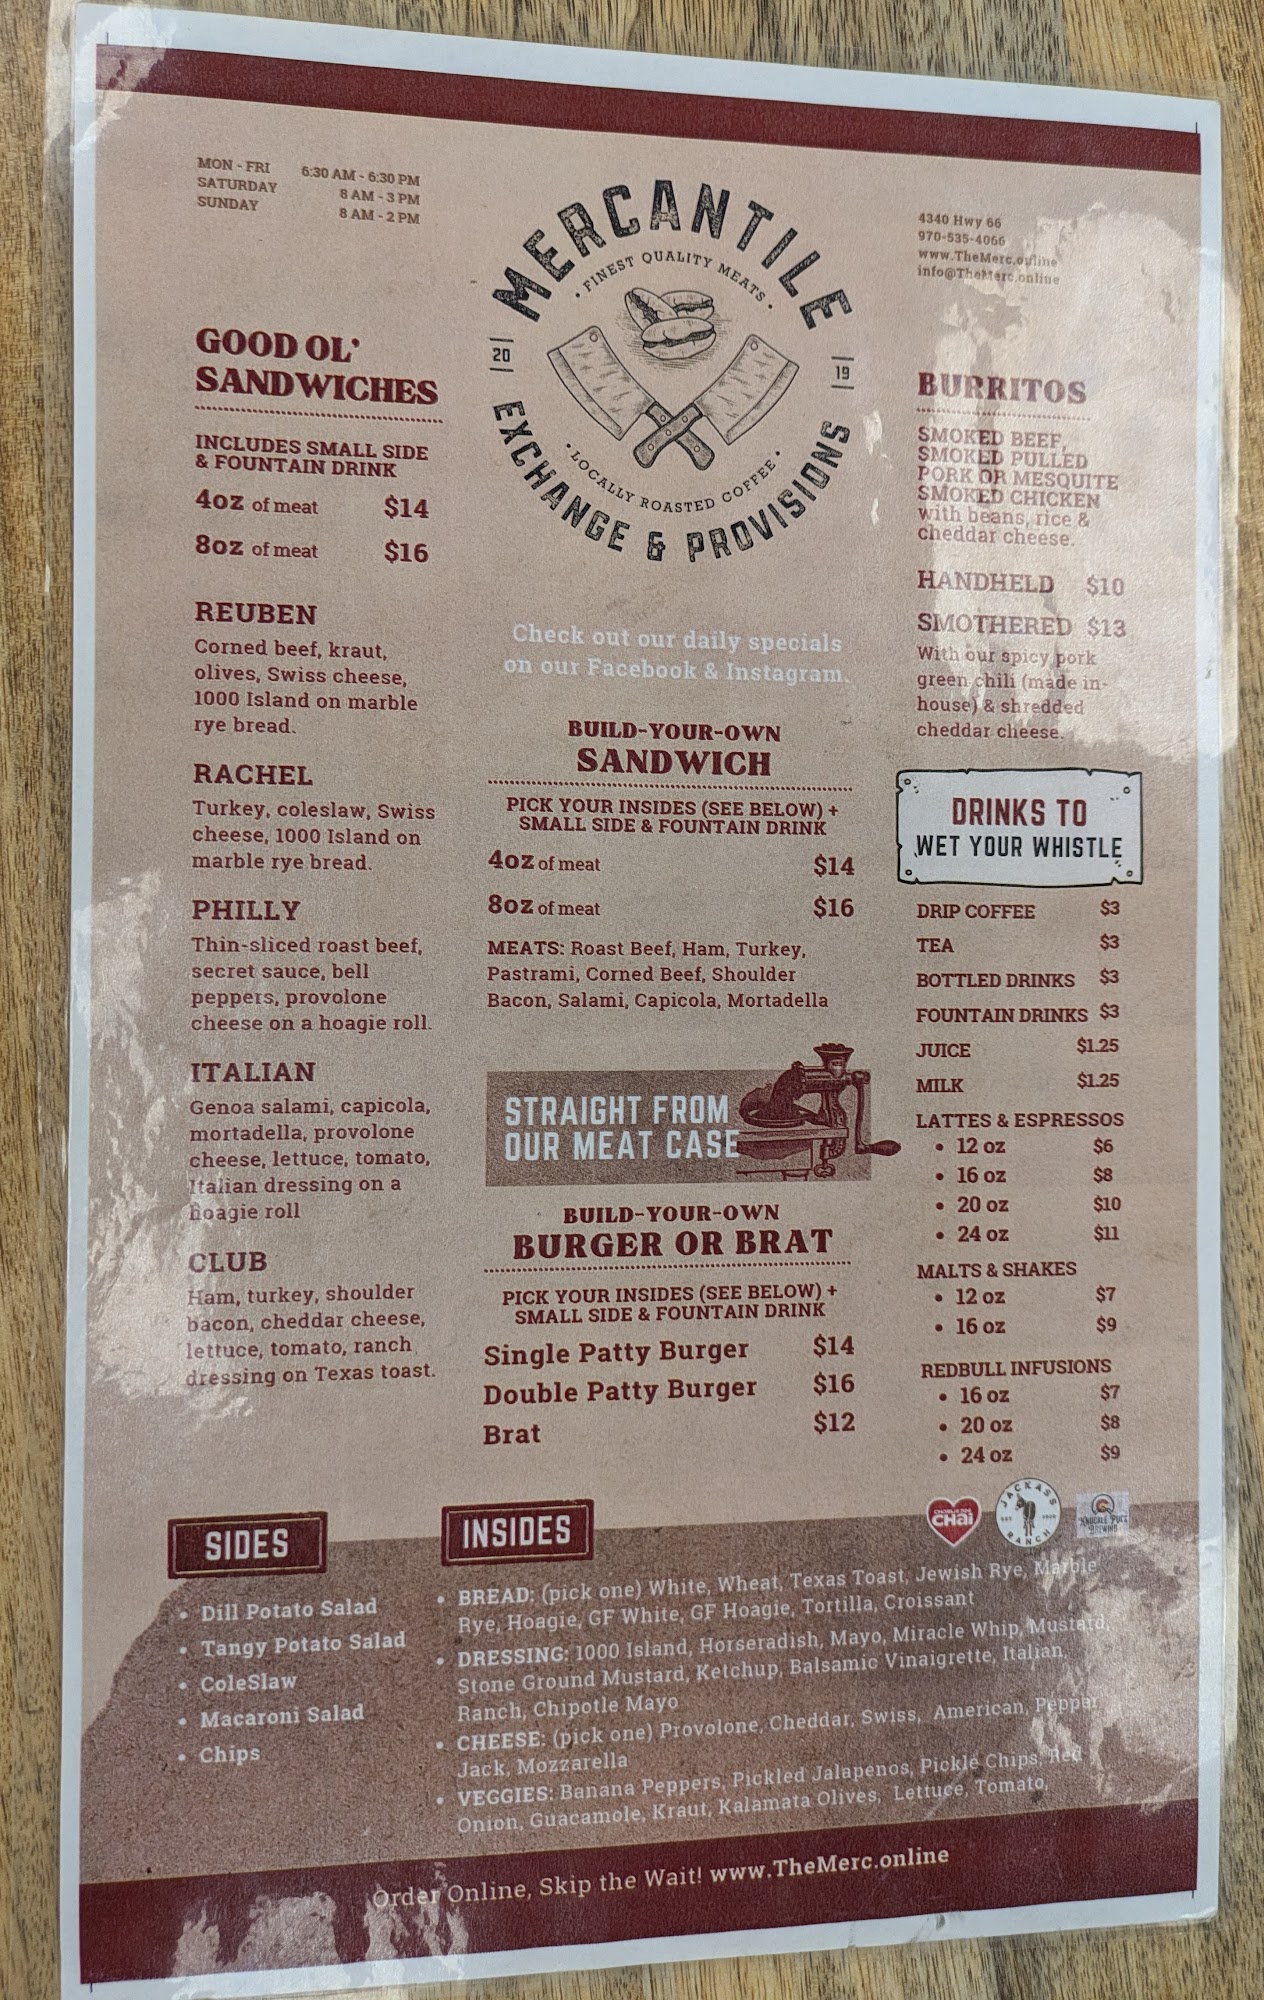 MON - FRI 6:30 AM - 6:30 PM
SATURDAY 8 AM - 3 PM
SUNDAY 8 AM - 2 PM
MERCANTILE
· FINEST QUALITY MEATS ·
20
19
· LOCALLY ROASTED COFFEE ·
EXCHANGE & PROVISIONS
4340 Hwy 66
970-535-4066
www.TheMerc.online
info@TheMerc.online
GOOD OL'
SANDWICHES
INCLUDES SMALL SIDE
& FOUNTAIN DRINK
4oz of meat $14
8oz of meat $16
REUBEN
Corned beef, kraut,
olives, Swiss cheese,
1000 Island on marble
rye bread.
RACHEL
Turkey, coleslaw, Swiss
cheese, 1000 Island on
marble rye bread.
PHILLY
Thin-sliced roast beef,
secret sauce, bell
peppers, provolone
cheese on a hoagie roll.
ITALIAN
Genoa salami, capicola,
mortadella, provolone
cheese, lettuce, tomato,
Italian dressing on a
hoagie roll
CLUB
Ham, turkey, shoulder
bacon, cheddar cheese,
lettuce, tomato, ranch
dressing on Texas toast.
Check out our daily specials
on our Facebook & Instagram.
BUILD-YOUR-OWN
SANDWICH
PICK YOUR INSIDES (SEE BELOW) +
SMALL SIDE & FOUNTAIN DRINK
4oz of meat $14
8oz of meat $16
MEATS: Roast Beef, Ham, Turkey,
Pastrami, Corned Beef, Shoulder
Bacon, Salami, Capicola, Mortadella
STRAIGHT FROM
OUR MEAT CASE
BUILD-YOUR-OWN
BURGER OR BRAT
PICK YOUR INSIDES (SEE BELOW) +
SMALL SIDE & FOUNTAIN DRINK
Single Patty Burger $14
Double Patty Burger $16
Brat $12
BURRITOS
SMOKED BEEF,
SMOKED PULLED
PORK OR MESQUITE
SMOKED CHICKEN
with beans, rice &
cheddar cheese.
HANDHELD $10
SMOTHERED $13
With our spicy pork
green chili (made in-
house) & shredded
cheddar cheese.
DRINKS TO
WET YOUR WHISTLE
DRIP COFFEE $3
TEA $3
BOTTLED DRINKS $3
FOUNTAIN DRINKS $3
JUICE $1.25
MILK $1.25
LATTES & ESPRESSOS
• 12 oz $6
• 16 oz $8
• 20 oz $10
• 24 oz $11
MALTS & SHAKES
• 12 oz $7
• 16 oz $9
REDBULL INFUSIONS
• 16 oz $7
• 20 oz $8
• 24 oz $9
CHAI
JACKASS
RANCH
KNUCKLE PUCK
BREWING
SIDES
• Dill Potato Salad
• Tangy Potato Salad
• ColeSlaw
• Macaroni Salad
• Chips
INSIDES
• BREAD: (pick one) White, Wheat, Texas Toast, Jewish Rye, Marble
Rye, Hoagie, GF White, GF Hoagie, Tortilla, Croissant
• DRESSING: 1000 Island, Horseradish, Mayo, Miracle Whip, Mustard,
Stone Ground Mustard, Ketchup, Balsamic Vinaigrette, Italian,
Ranch, Chipotle Mayo
• CHEESE: (pick one) Provolone, Cheddar, Swiss, American, Pepper
Jack, Mozzarella
• VEGGIES: Banana Peppers, Pickled Jalapenos, Pickle Chips, Red
Onion, Guacamole, Kraut, Kalamata Olives, Lettuce, Tomato,
Order Online, Skip the Wait! www.TheMerc.online